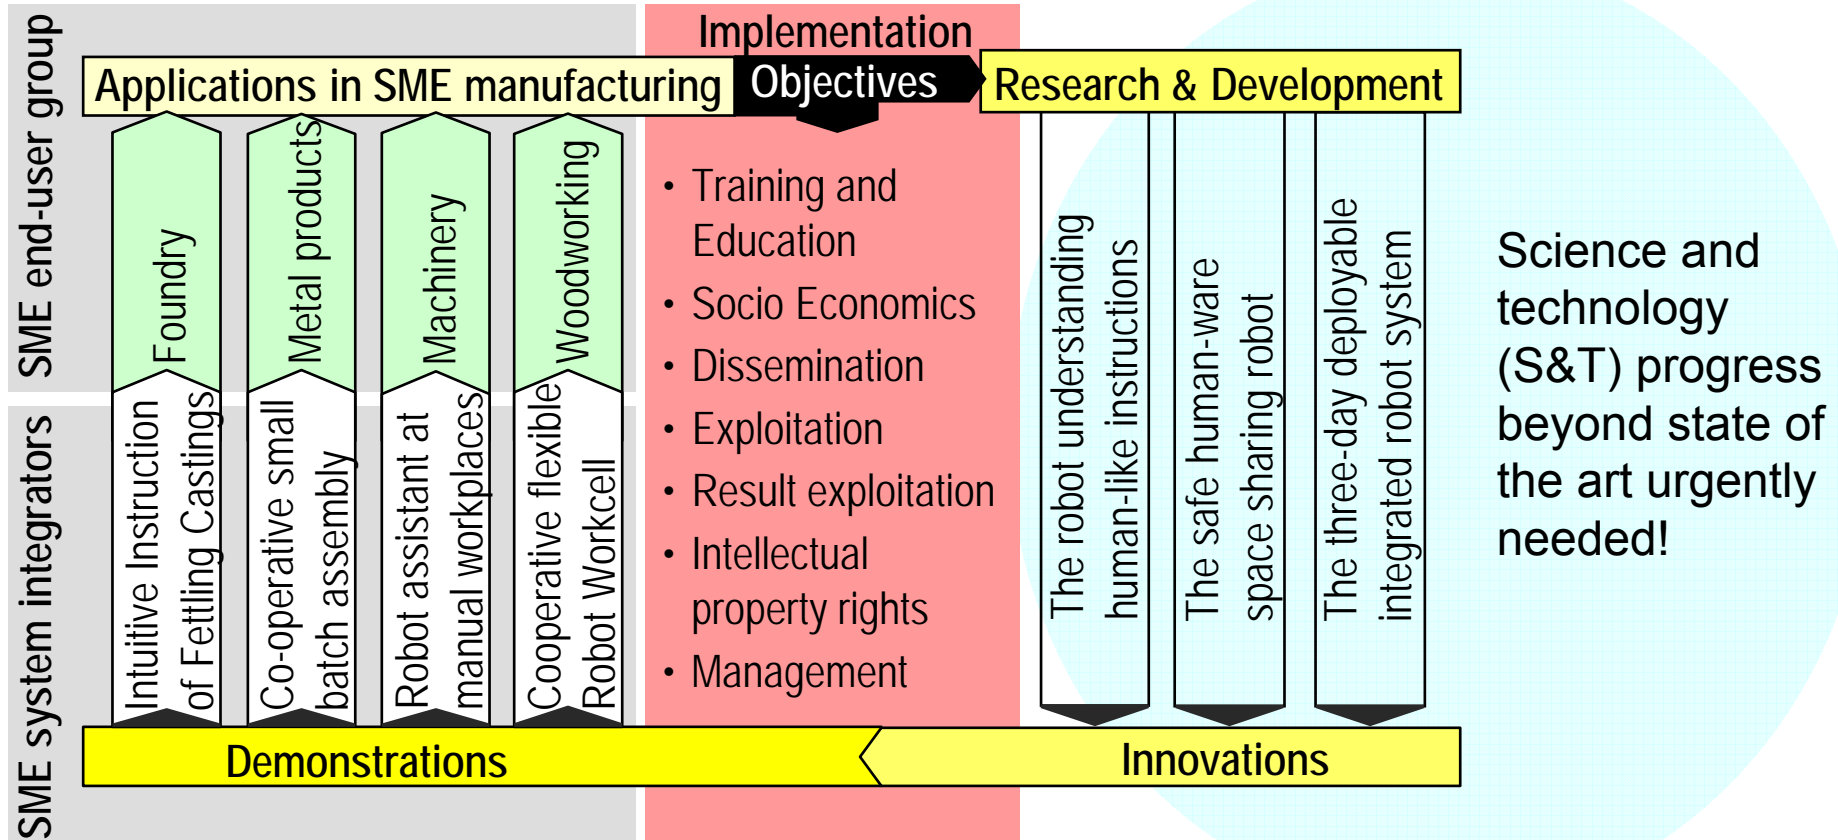 SME end-user group
SME system integrators
Applications in SME manufacturing
Implementation
Objectives
Research & Development
Foundry
Metal products
Machinery
Woodworking
Intuitive Instruction
of Fettling Castings
Co-operative small
batch assembly
Robot assistant at
manual workplaces
Cooperative flexible
Robot Workcell
• Training and
Education
• Socio Economics
• Dissemination
• Exploitation
• Result exploitation
• Intellectual
property rights
• Management
The robot understanding
human-like instructions
The safe human-ware
space sharing robot
The three-day deployable
integrated robot system
Science and
technology
(S&T) progress
beyond state of
the art urgently
needed!
Demonstrations
Innovations